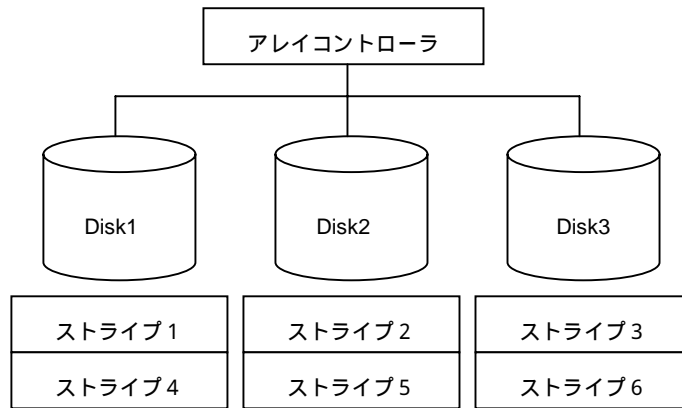 アレイコントローラ
Disk1
Disk2
Disk3
ストライプ 1
ストライプ 2
ストライプ 3
ストライプ 4
ストライプ 5
ストライプ 6